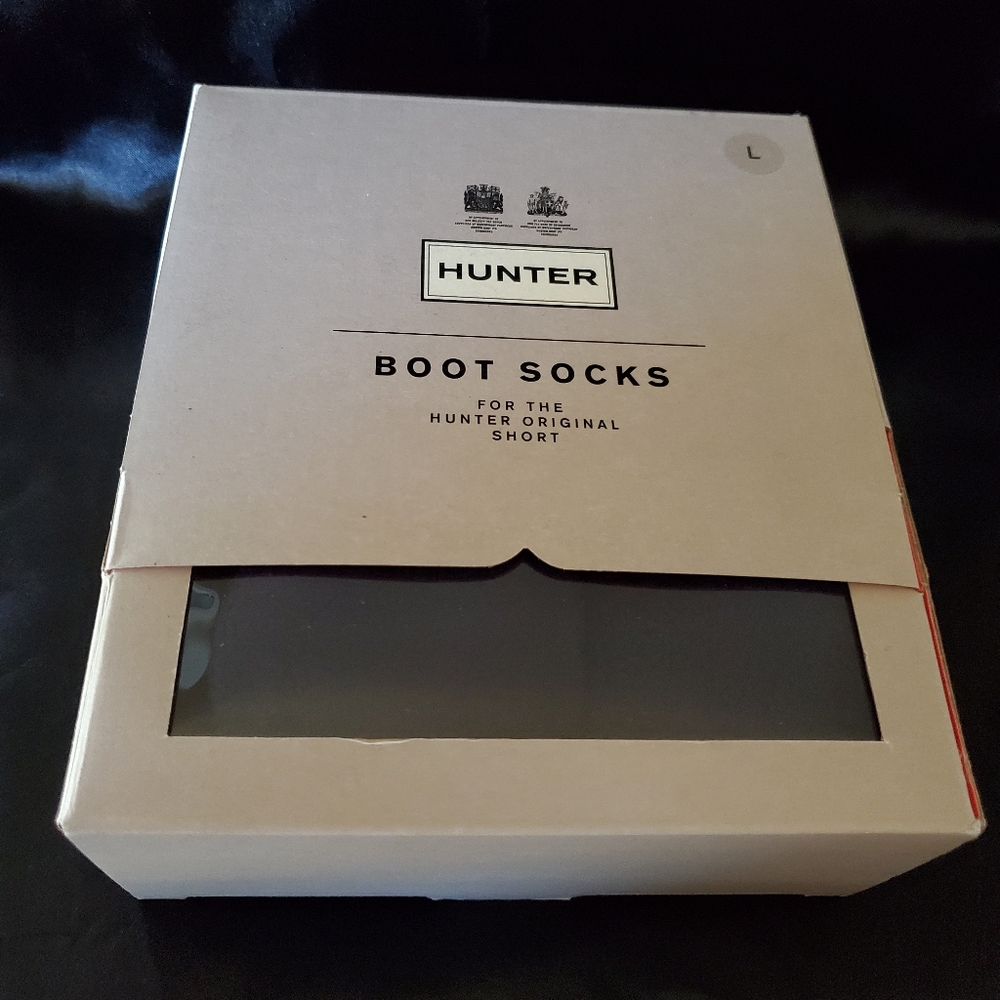 L
HUNTER
BOOT SOCKS
FOR THE
HUNTER ORIGINAL
SHORT